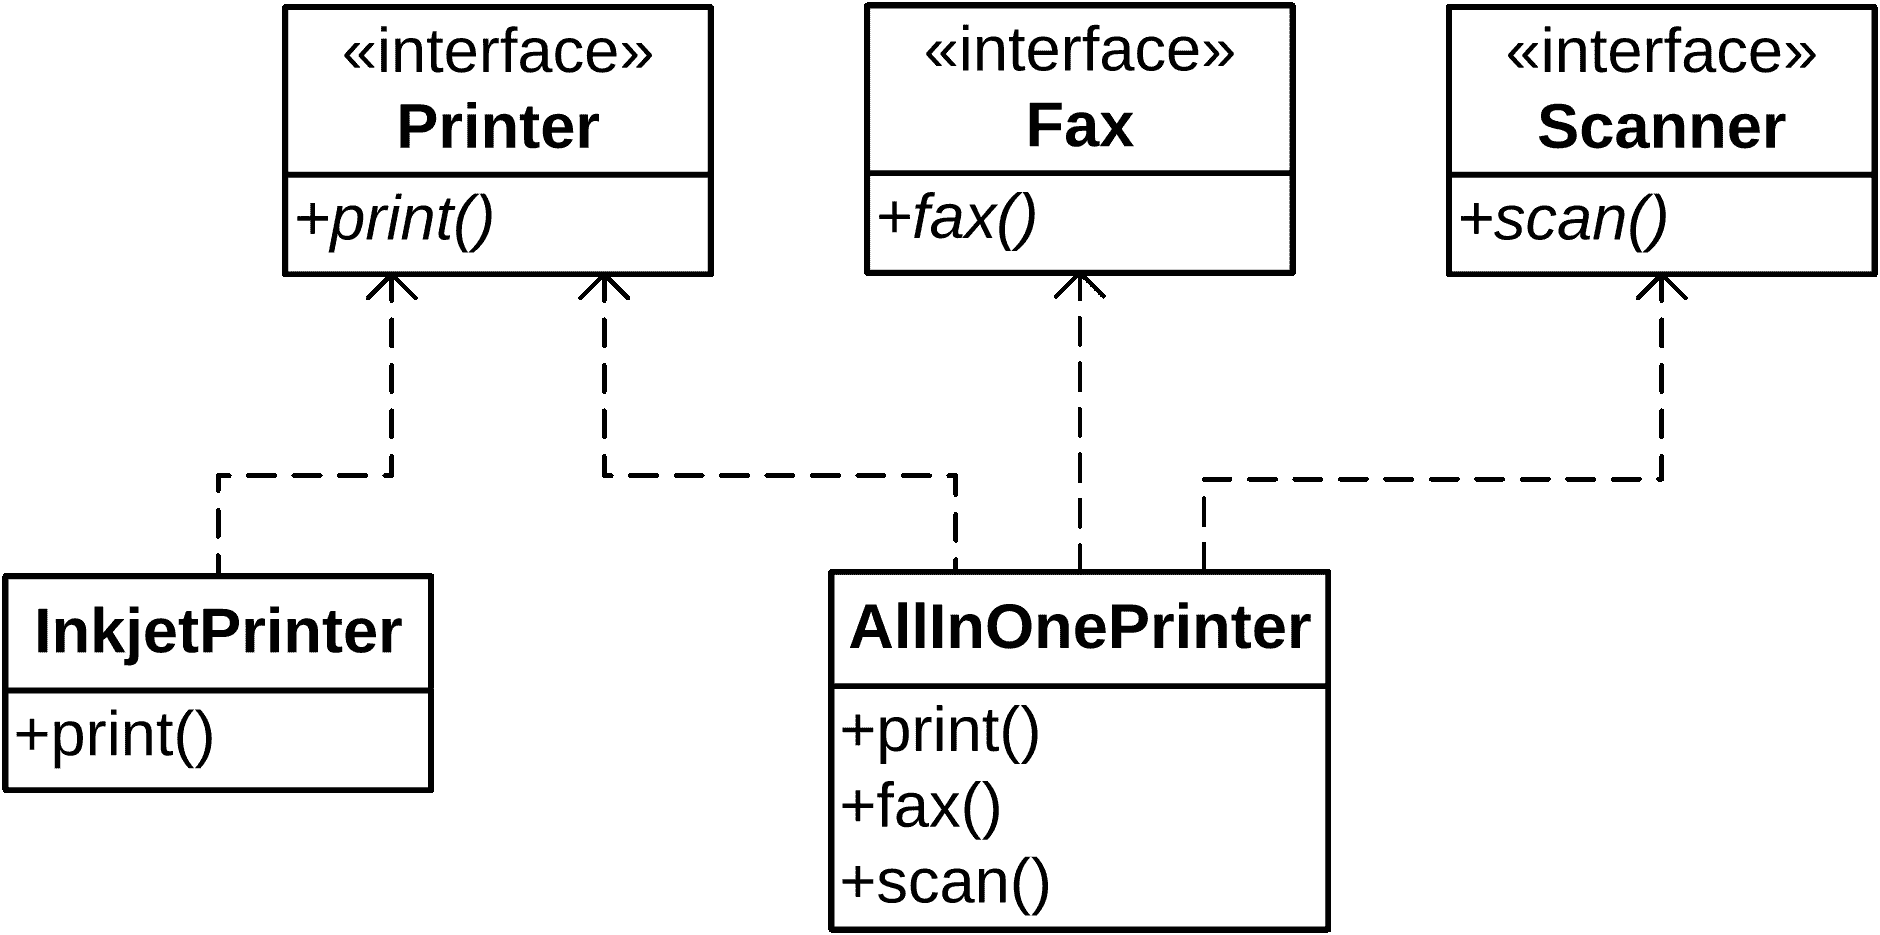 «interface»
Printer
+print()
«interface»
Fax
+fax()
«interface»
Scanner
+scan()
InkjetPrinter
+print()
AllInOnePrinter
+print()
+fax()
+scan()